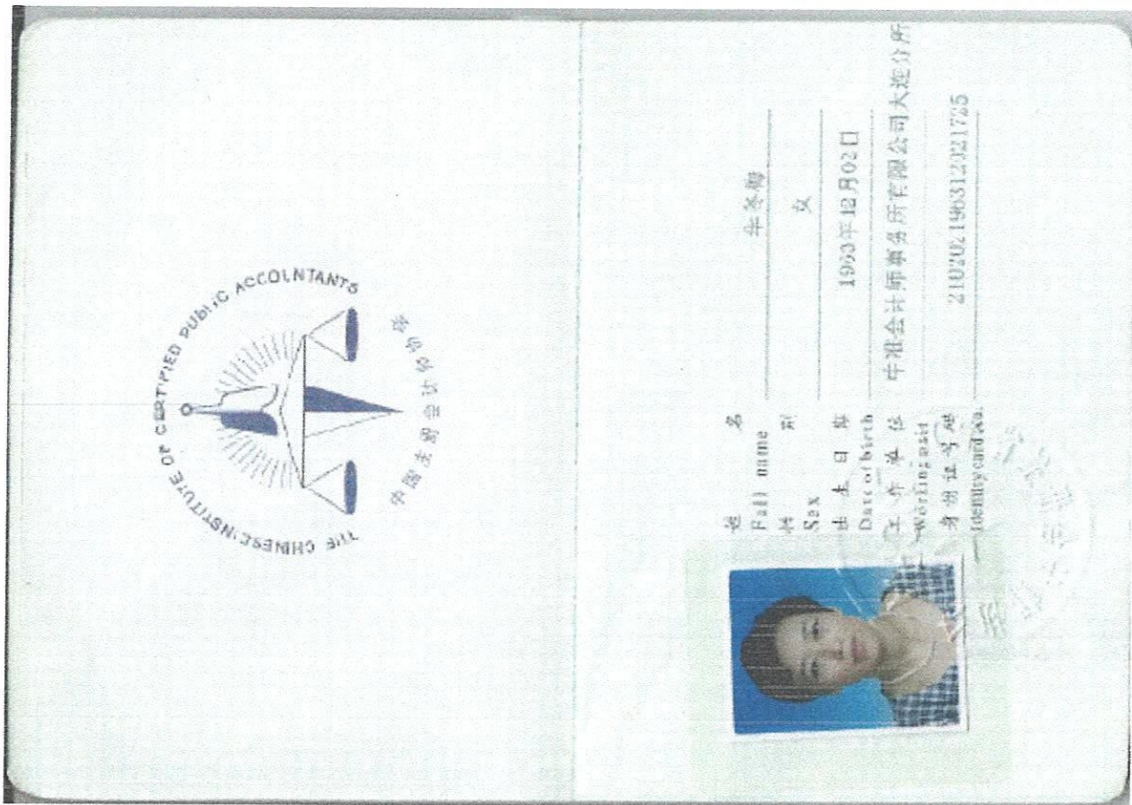 THE CHINESE INSTITUTE OF CERTIFIED PUBLIC ACCOUNTANTS
中国注册会计师协会
姓 名
Full name
性 别
女
Sex
出 生 日 期
1963年12月02日
Date of birth
工 作 单 位
中准会计师事务所有限公司大连分所
Working unit
身 份 证 号 码
210702196312021725
Identity card No.